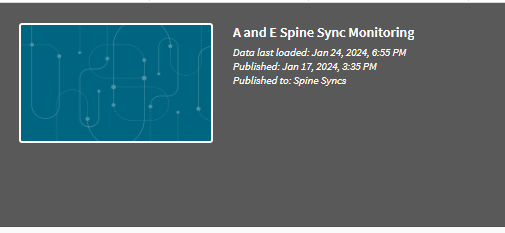 A and E Spine Sync Monitoring
Data last loaded: Jan 24, 2024, 6:55 PM
Published: Jan 17, 2024, 3:35 PM
Published to: Spine Syncs